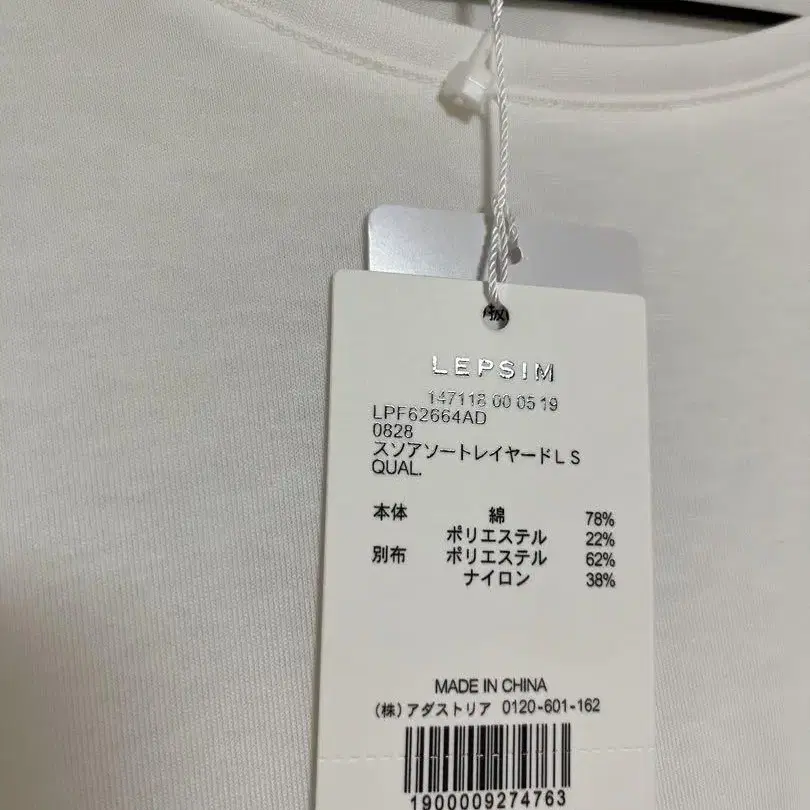 LEPSIM
147118 00 05 19
LPF62664AD
0828
スソアソートレイヤードLS
QUAL.
本体 綿 78%
ポリエステル 22%
別布 ポリエステル 62%
ナイロン 38%
MADE IN CHINA
(株)アダストリア 0120-601-162
1900009274763